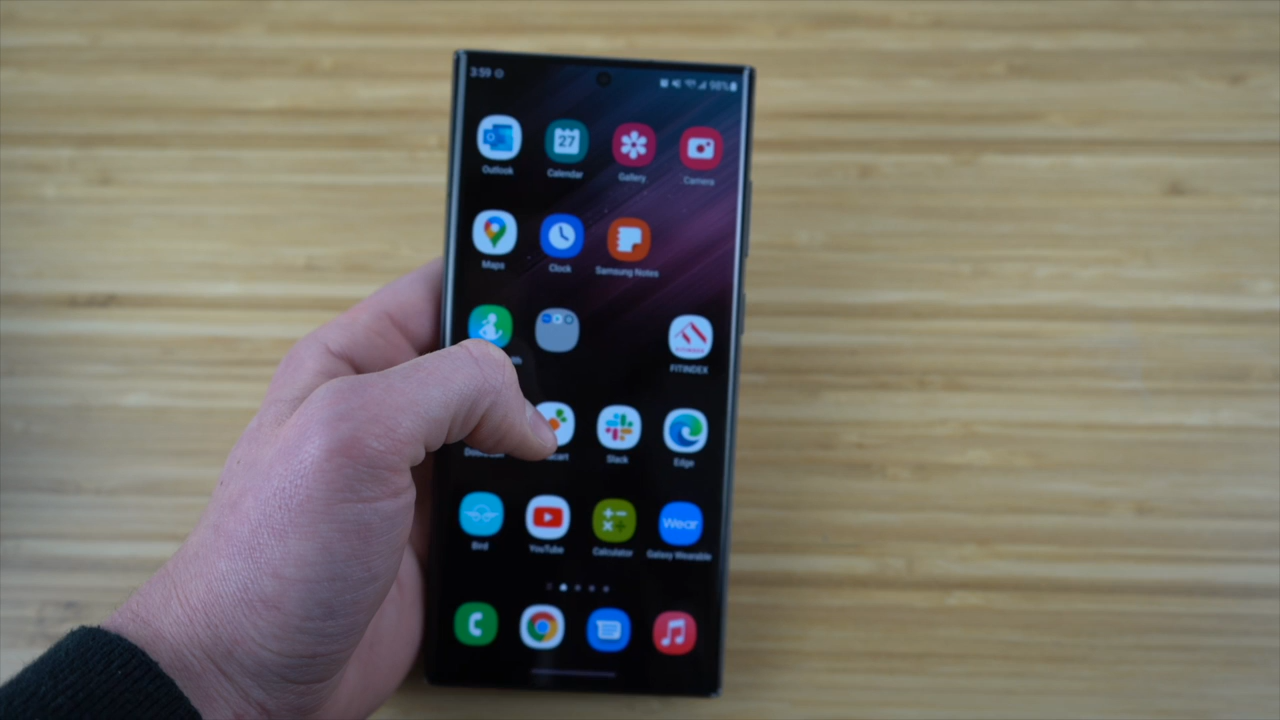 3:59 98%
Outlook Calendar Gallery Camera
27
Maps Clock Samsung Notes
FITINDEX
FITINDEX
Slack Edge
Wear
Bird YouTube Calculator Galaxy Wearable